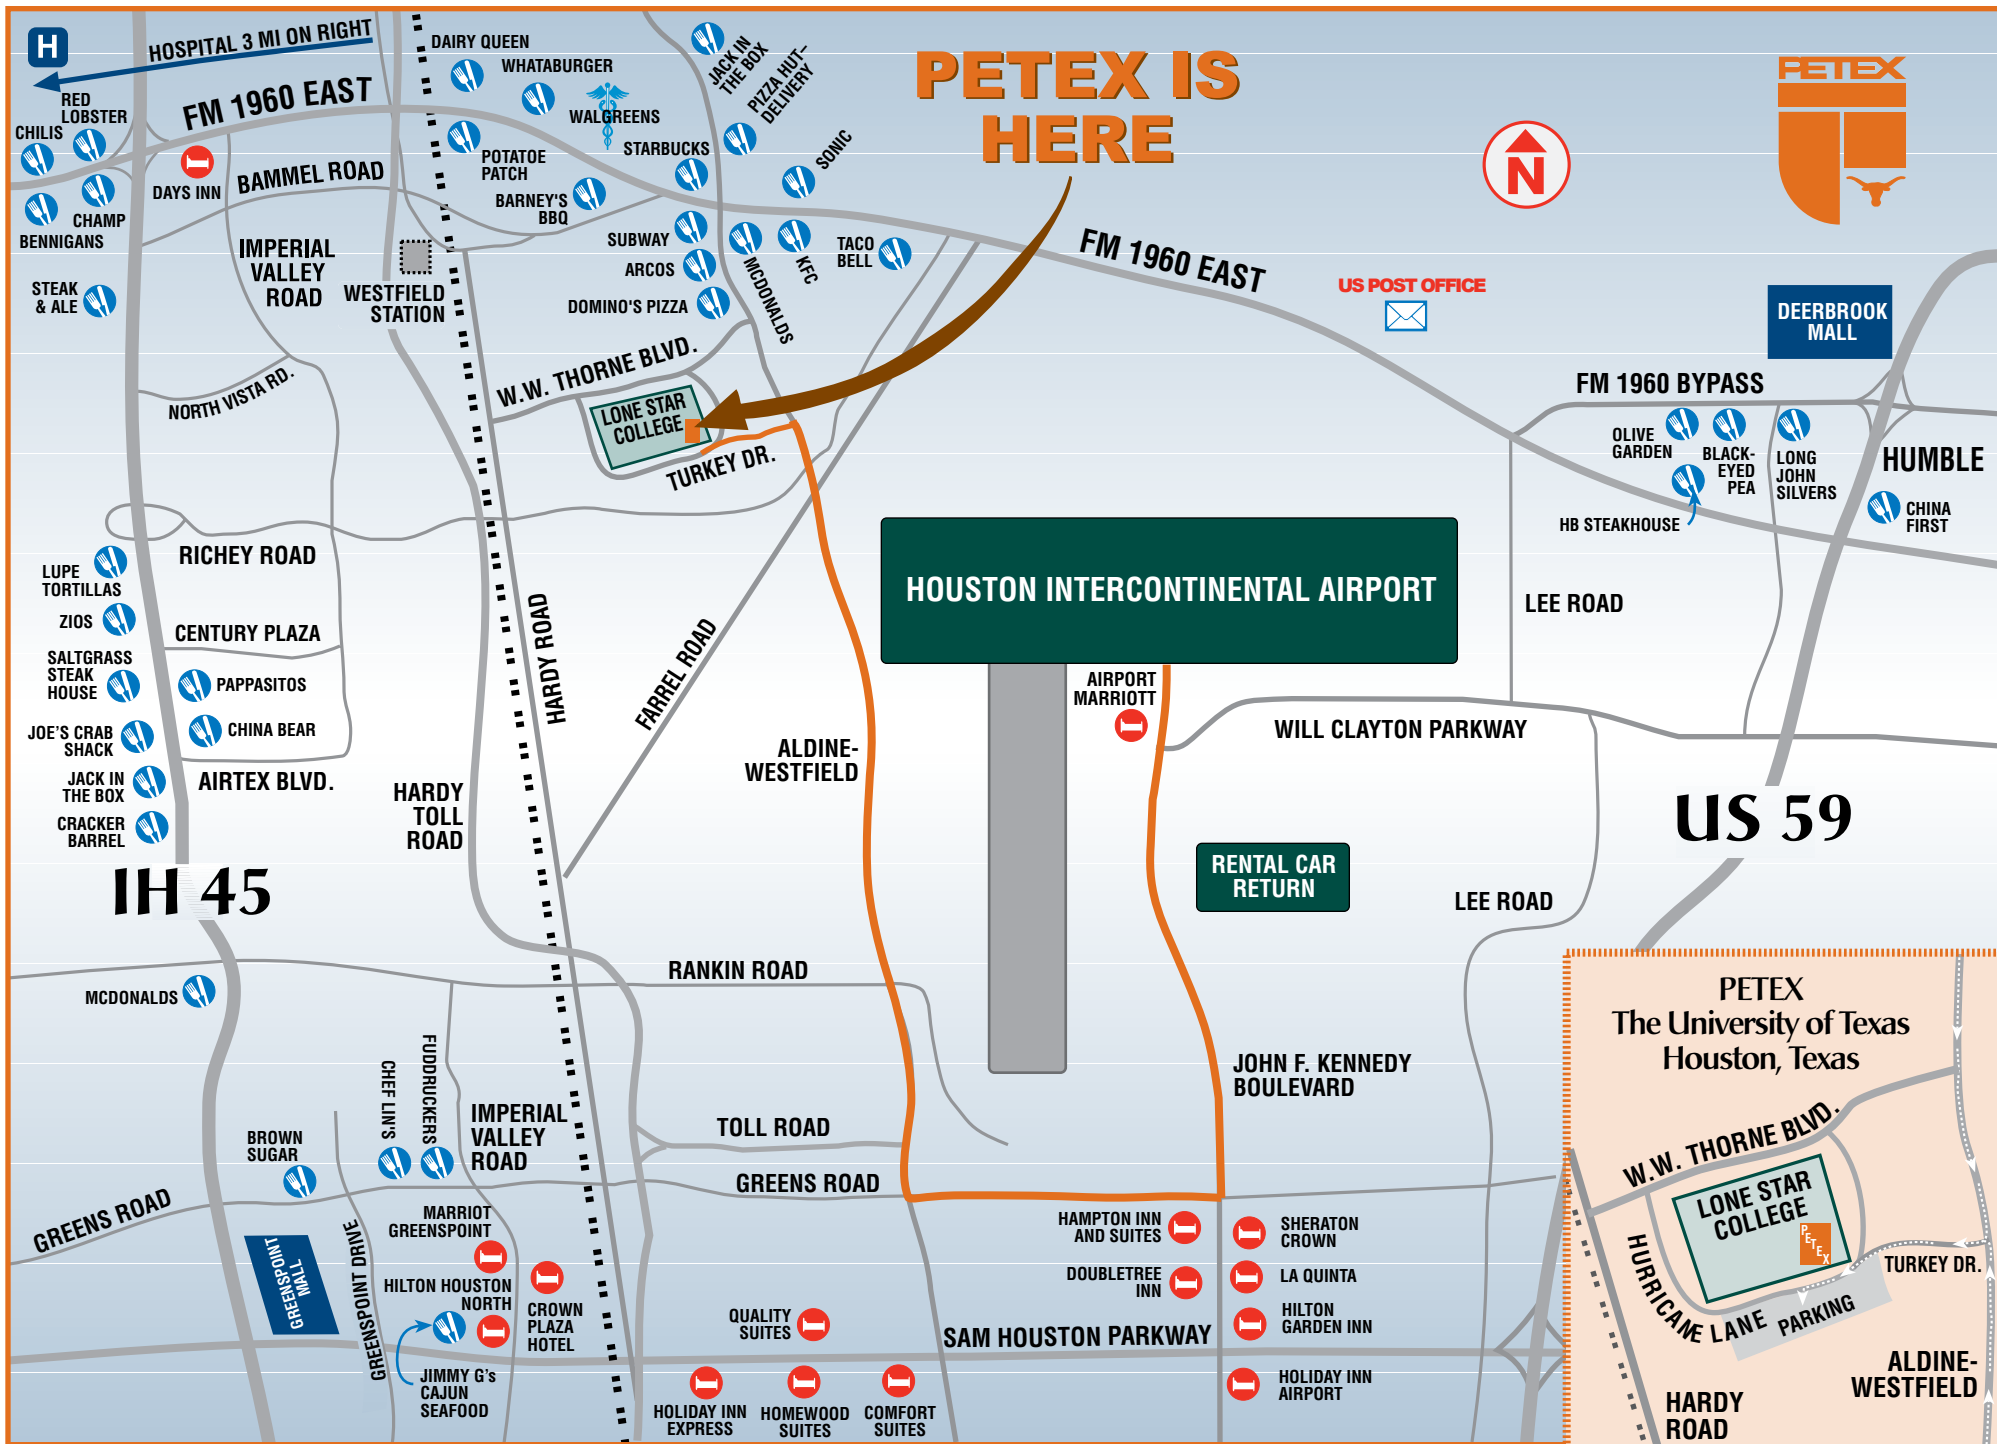 H
HOSPITAL 3 MI ON RIGHT
FM 1960 EAST
RED
LOBSTER
CHILIS
DAYS INN
CHAMP
BENNIGANS
BAMMEL ROAD
STEAK
& ALE
IMPERIAL
VALLEY
ROAD
WESTFIELD
STATION
NORTH VISTA RD.
DAIRY QUEEN
WHATABURGER
WALGREENS
POTATOE
PATCH
BARNEY'S
BBQ
STARBUCKS
JACK IN
THE BOX
PIZZA HUT–
DELIVERY
SONIC
SUBWAY
ARCOS
DOMINO'S PIZZA
MCDONALDS
KFC
TACO
BELL
PETEX IS
HERE
N
PETEX
FM 1960 EAST
US POST OFFICE
DEERBROOK
MALL
FM 1960 BYPASS
OLIVE
GARDEN
BLACK-
EYED
PEA
LONG
JOHN
SILVERS
HUMBLE
HB STEAKHOUSE
CHINA
FIRST
W.W. THORNE BLVD.
LONE STAR
COLLEGE
TURKEY DR.
RICHEY ROAD
LUPE
TORTILLAS
ZIOS
CENTURY PLAZA
SALTGRASS
STEAK
HOUSE
PAPPASITOS
JOE'S CRAB
SHACK
CHINA BEAR
JACK IN
THE BOX
AIRTEX BLVD.
CRACKER
BARREL
IH 45
HARDY
TOLL
ROAD
HARDY ROAD
FARREL ROAD
ALDINE-
WESTFIELD
HOUSTON INTERCONTINENTAL AIRPORT
AIRPORT
MARRIOTT
LEE ROAD
WILL CLAYTON PARKWAY
US 59
RENTAL CAR
RETURN
LEE ROAD
MCDONALDS
RANKIN ROAD
JOHN F. KENNEDY
BOULEVARD
CHEF LIN'S
FUDDRUCKERS
IMPERIAL
VALLEY
ROAD
BROWN
SUGAR
TOLL ROAD
GREENS ROAD
GREENS ROAD
GREENSPOINT
MALL
GREENSPOINT DRIVE
MARRIOT
GREENSPOINT
HILTON HOUSTON
NORTH
CROWN
PLAZA
HOTEL
JIMMY G's
CAJUN
SEAFOOD
QUALITY
SUITES
HOLIDAY INN
EXPRESS
HOMEWOOD
SUITES
COMFORT
SUITES
SAM HOUSTON PARKWAY
HAMPTON INN
AND SUITES
DOUBLETREE
INN
SHERATON
CROWN
LA QUINTA
HILTON
GARDEN INN
HOLIDAY INN
AIRPORT
PETEX
The University of Texas
Houston, Texas
W.W. THORNE BLVD.
LONE STAR
COLLEGE
PETEX
HURRICANE LANE
PARKING
TURKEY DR.
ALDINE-
WESTFIELD
HARDY
ROAD